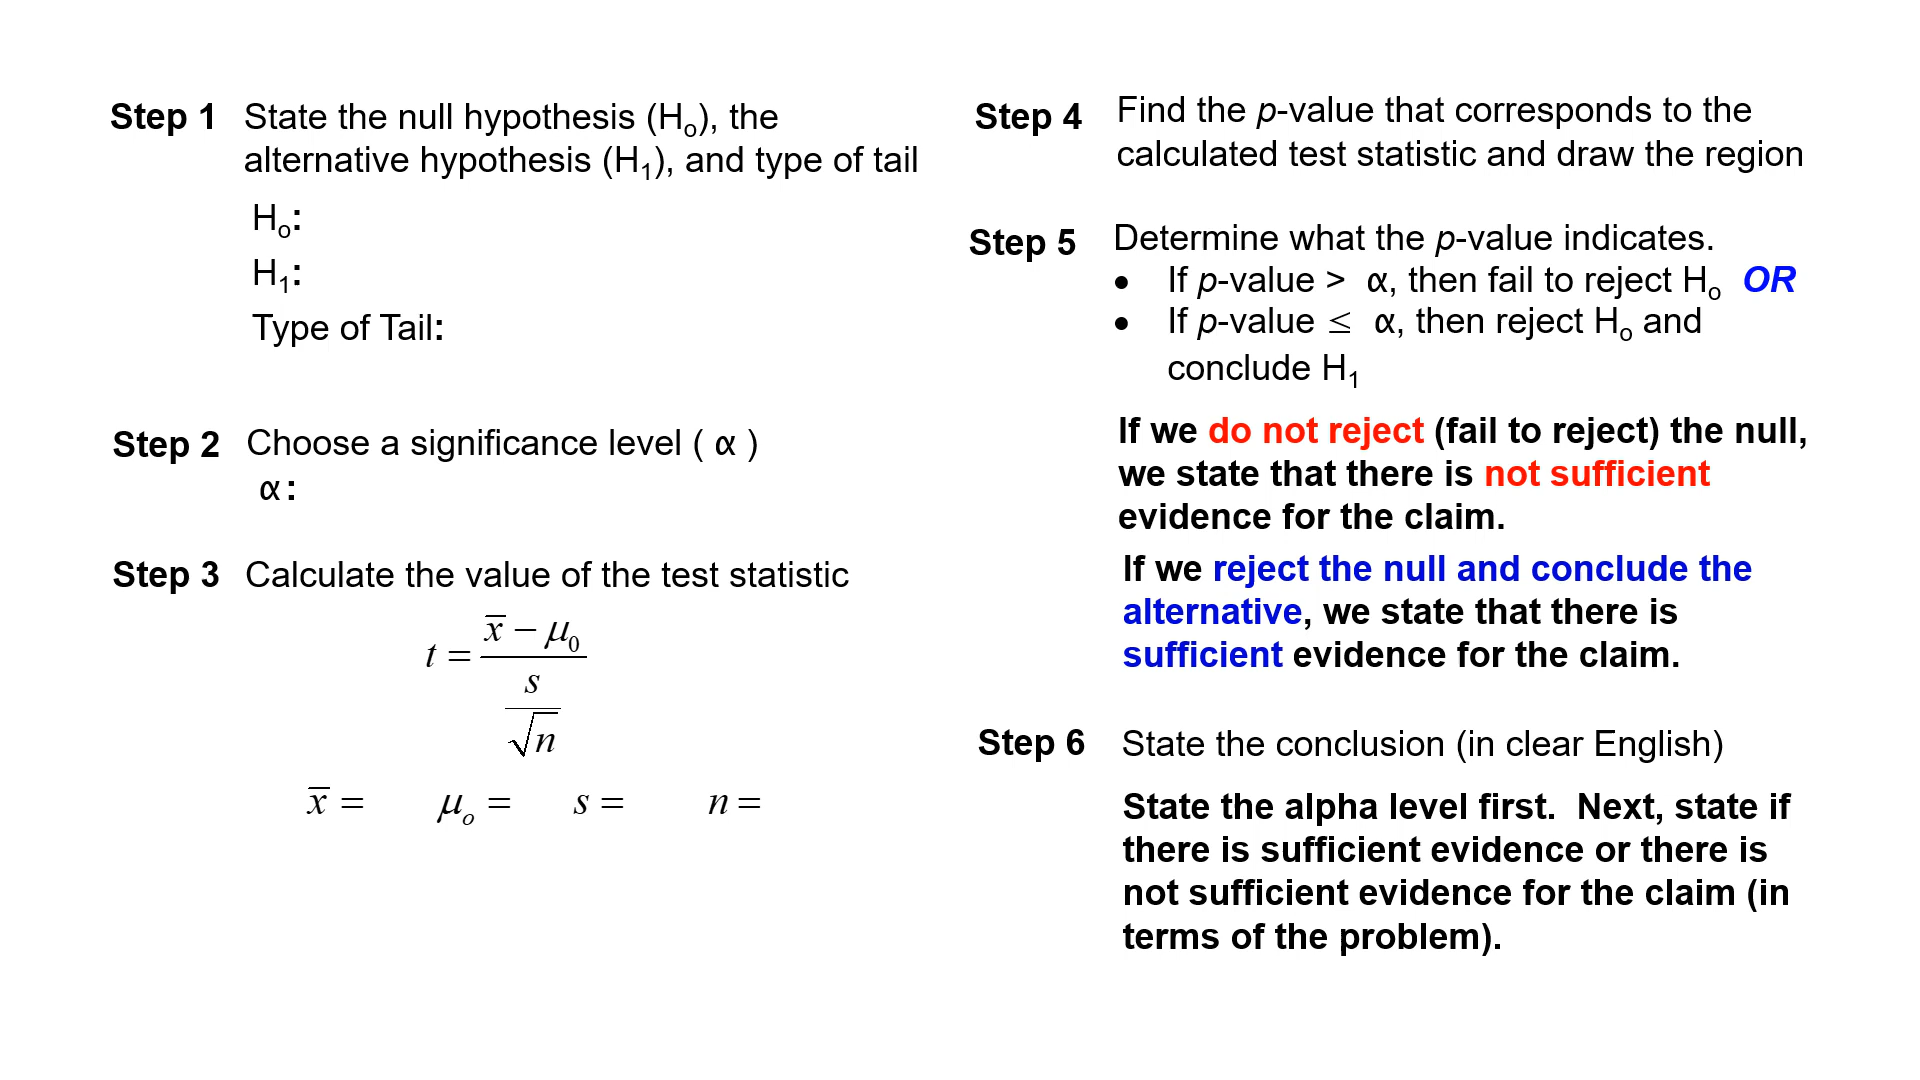 Step 1 State the null hypothesis (Hₒ), the
alternative hypothesis (H₁), and type of tail
Hₒ:
H₁:
Type of Tail:
Step 2 Choose a significance level ( α )
α:
Step 3 Calculate the value of the test statistic
t = (x̄ − μ₀) / (s / √n)
x̄ = μₒ = s = n =
Step 4 Find the p-value that corresponds to the
calculated test statistic and draw the region
Step 5 Determine what the p-value indicates.
• If p-value > α, then fail to reject Hₒ OR
• If p-value ≤ α, then reject Hₒ and
conclude H₁
If we do not reject (fail to reject) the null,
we state that there is not sufficient
evidence for the claim.
If we reject the null and conclude the
alternative, we state that there is
sufficient evidence for the claim.
Step 6 State the conclusion (in clear English)
State the alpha level first. Next, state if
there is sufficient evidence or there is
not sufficient evidence for the claim (in
terms of the problem).